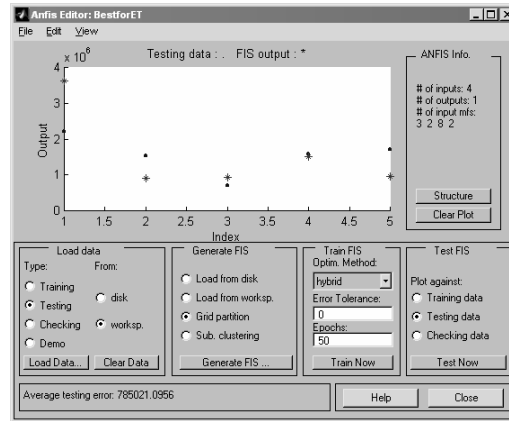 Anfis Editor: BestforET
File Edit View
x 10^6
Testing data : . FIS output : *
4
3
2
1
0
Output
1 1.5 2 2.5 3 3.5 4 4.5 5
Index
ANFIS Info.
# of inputs: 4
# of outputs: 1
# of input mfs:
3 2 8 2
Structure
Clear Plot
Load data
Type: From:
Training
Testing
Checking
Demo
disk
worksp.
Load Data... Clear Data
Generate FIS
Load from disk
Load from worksp.
Grid partition
Sub. clustering
Generate FIS ...
Train FIS
Optim. Method:
hybrid
Error Tolerance:
0
Epochs:
50
Train Now
Test FIS
Plot against:
Training data
Testing data
Checking data
Test Now
Average testing error: 785021.0956
Help Close